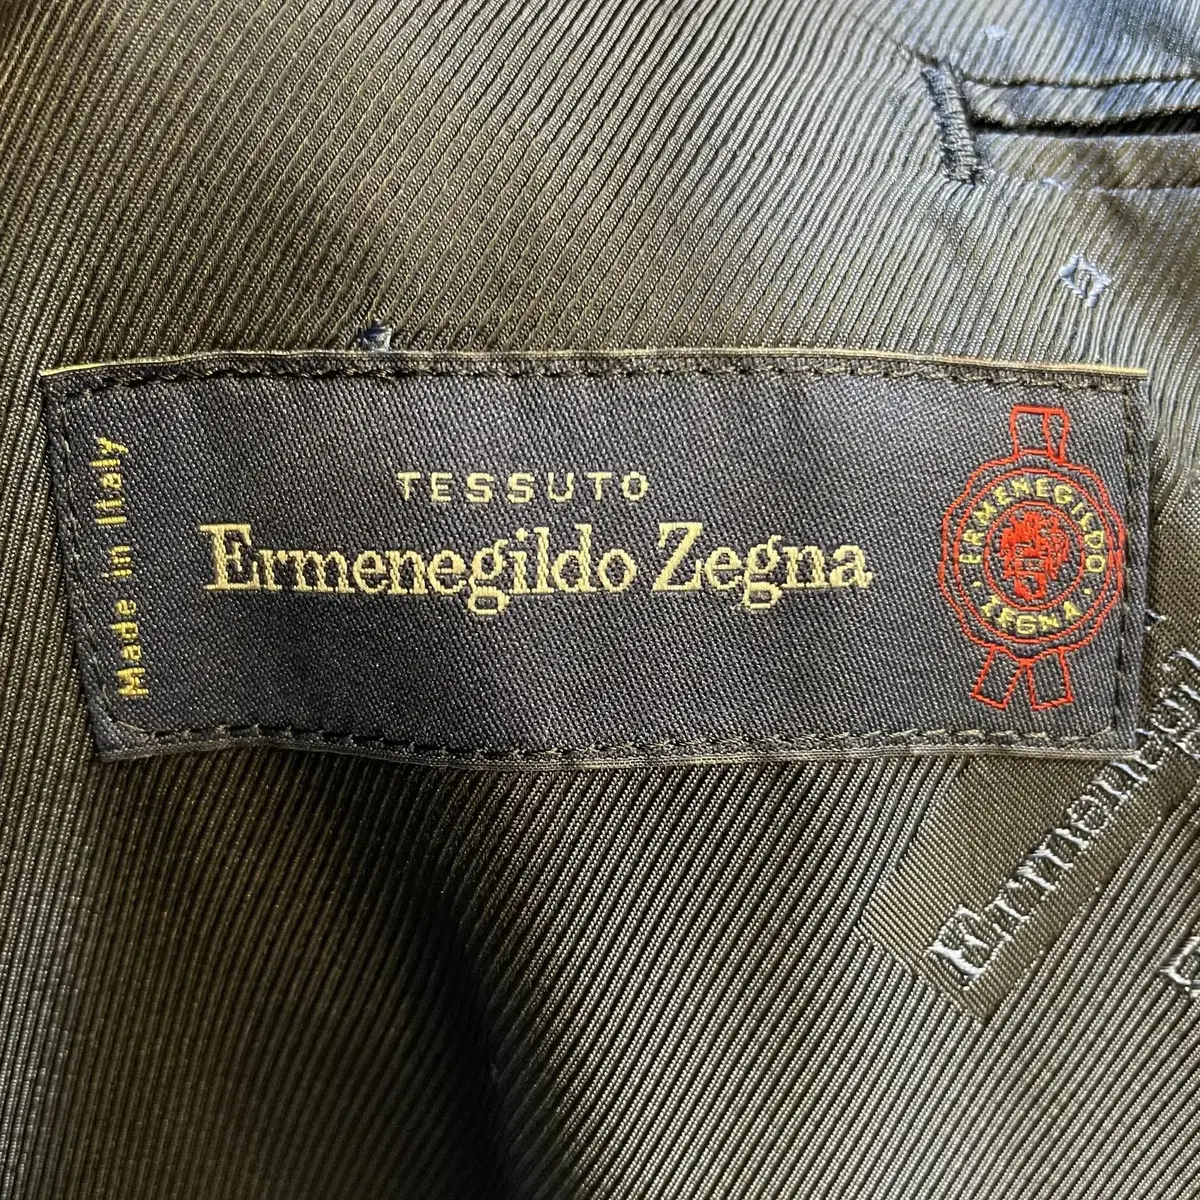 Made in Italy
TESSUTO
Ermenegildo Zegna
ERMENEGILDO
ZEGNA